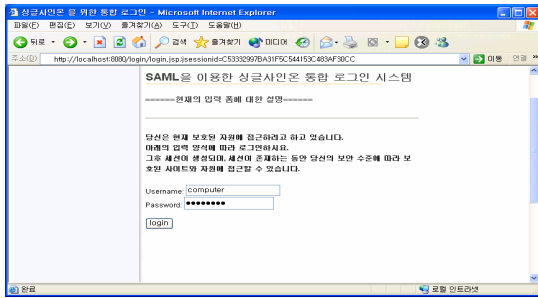 싱글사인온 을 위한 통합 로그인 - Microsoft Internet Explorer
파일(F) 편집(E) 보기(V) 즐겨찾기(A) 도구(T) 도움말(H)
뒤로 검색 즐겨찾기 미디어
주소(D) http://localhost:8080/login/login.jsp;jsessionid=C53332997BA31F5C544153C483AF30CC 이동 연결 »
SAML을 이용한 싱글사인온 통합 로그인 시스템
======현재의 입력 폼에 대한 설명======
당신은 현재 보호된 자원에 접근하려고 하고 있습니다.
아래의 입력 양식에 따라 로그인하시요.
그후 세션이 생성되며, 세션이 존재하는 동안 당신의 보안 수준에 따라 보
호된 사이트와 자원에 접근할 수 있습니다.
Username: computer
Password: ●●●●●●●●
login
완료 로컬 인트라넷